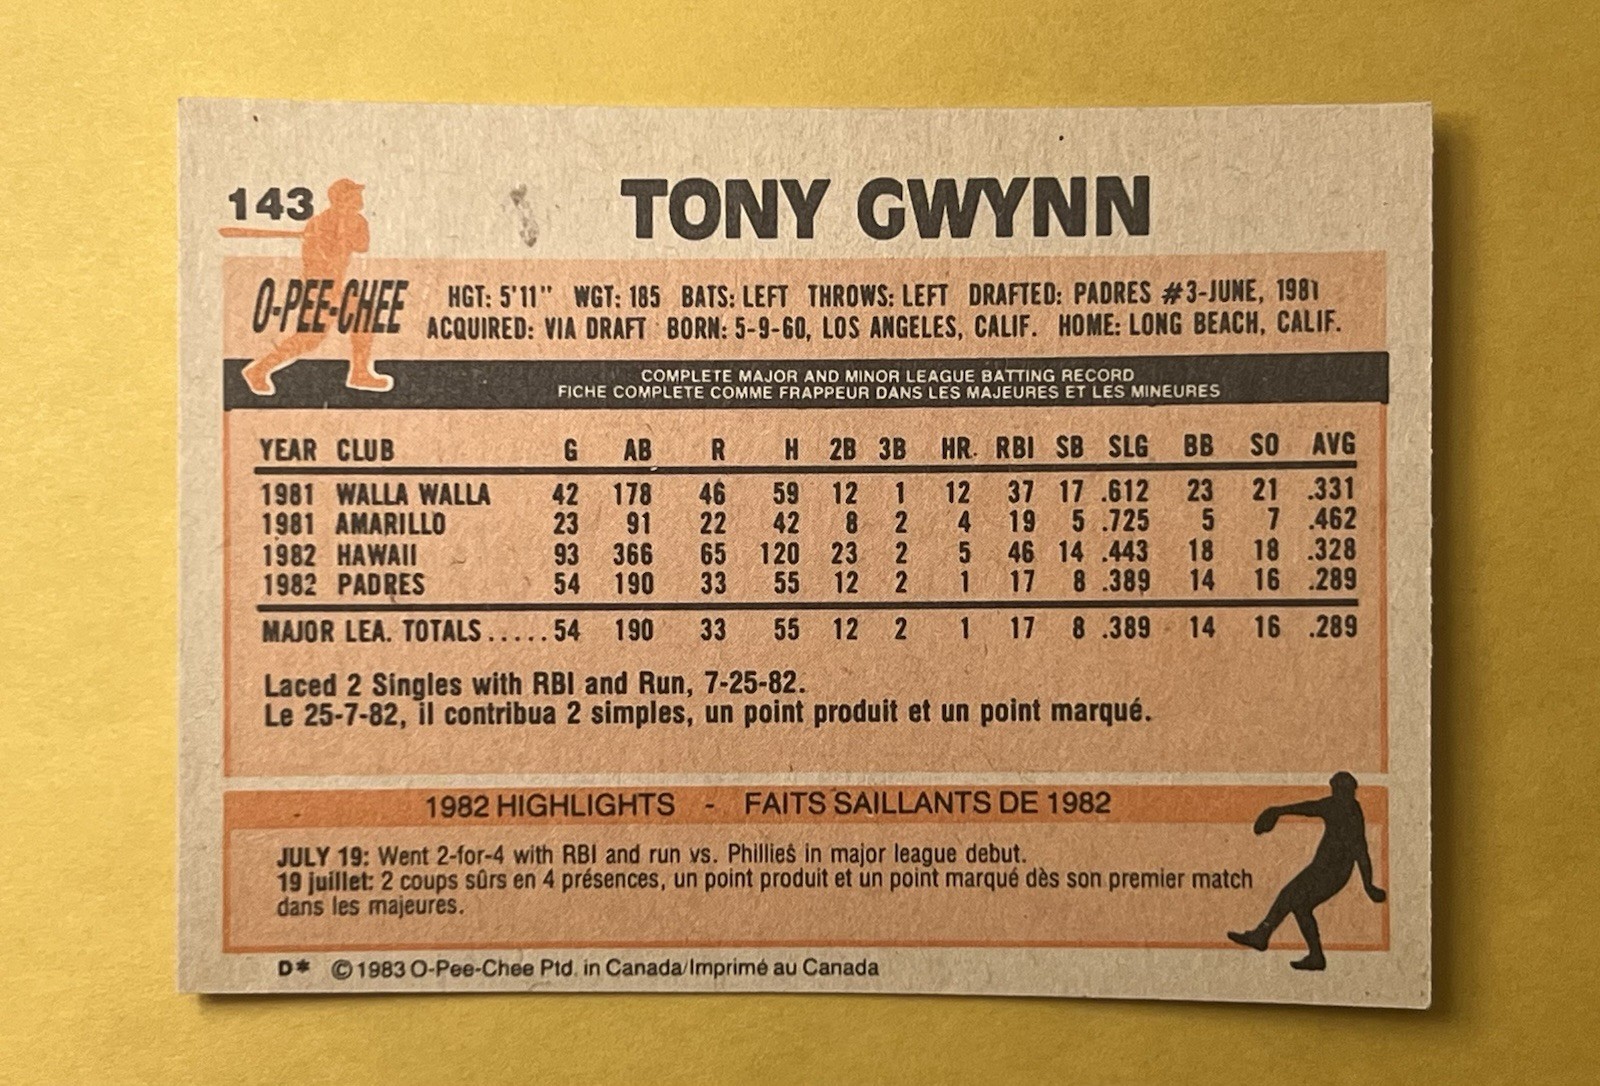 143
TONY GWYNN
O-PEE-CHEE
HGT: 5'11" WGT: 185 BATS: LEFT THROWS: LEFT DRAFTED: PADRES #3-JUNE, 1981
ACQUIRED: VIA DRAFT BORN: 5-9-60, LOS ANGELES, CALIF. HOME: LONG BEACH, CALIF.
COMPLETE MAJOR AND MINOR LEAGUE BATTING RECORD
FICHE COMPLETE COMME FRAPPEUR DANS LES MAJEURES ET LES MINEURES
YEAR CLUB G AB R H 2B 3B HR. RBI SB SLG BB SO AVG
1981 WALLA WALLA 42 178 46 59 12 1 12 37 17 .612 23 21 .331
1981 AMARILLO 23 91 22 42 8 2 4 19 5 .725 5 7 .462
1982 HAWAII 93 366 65 120 23 2 5 46 14 .443 18 18 .328
1982 PADRES 54 190 33 55 12 2 1 17 8 .389 14 16 .289
MAJOR LEA. TOTALS.....54 190 33 55 12 2 1 17 8 .389 14 16 .289
Laced 2 Singles with RBI and Run, 7-25-82.
Le 25-7-82, il contribua 2 simples, un point produit et un point marqué.
1982 HIGHLIGHTS - FAITS SAILLANTS DE 1982
JULY 19: Went 2-for-4 with RBI and run vs. Phillies in major league debut.
19 juillet: 2 coups sûrs en 4 présences, un point produit et un point marqué dès son premier match
dans les majeures.
D* © 1983 O-Pee-Chee Ptd. in Canada/Imprimé au Canada